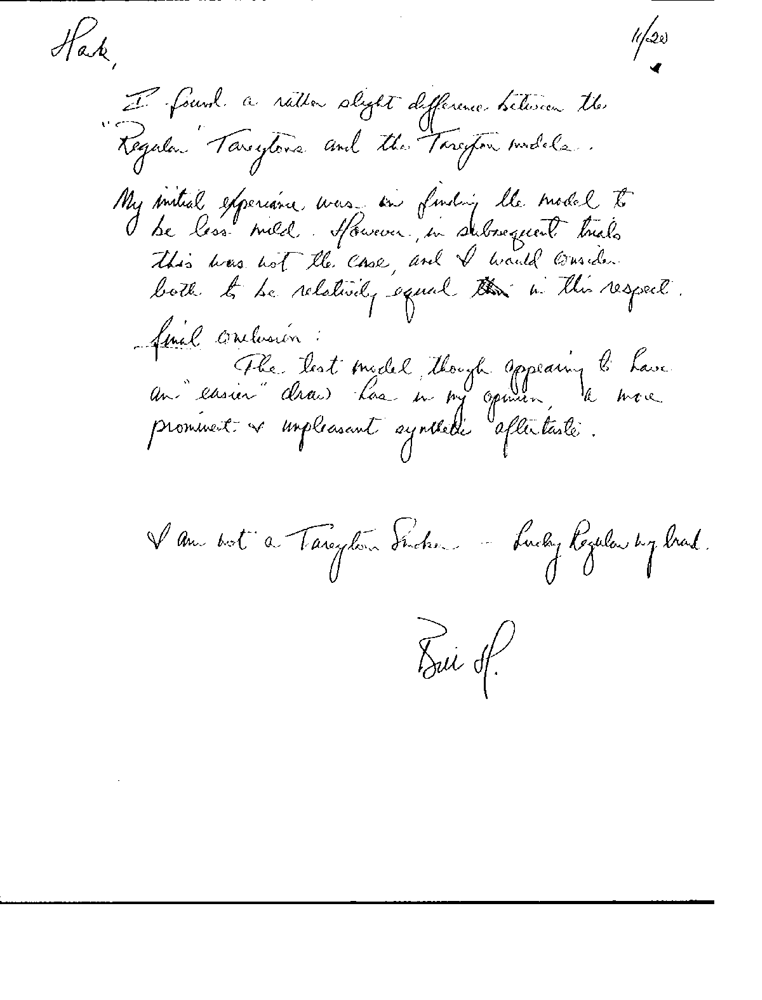 Hank,
11/20
I found a rather slight difference between the
"Regular" Tareytons and the Tareyton models.
My initial experience was in finding the model to
be less mild. However, in subsequent trials
this was not the case, and I would consider
both to be relatively equal in this respect.
final conclusion:
The test model, though appearing to have
an "easier" draw has in my opinion, a more
prominent & unpleasant synthetic aftertaste.
I am not a Tareyton Smoker - Lucky Regular my brand.
Bill H.